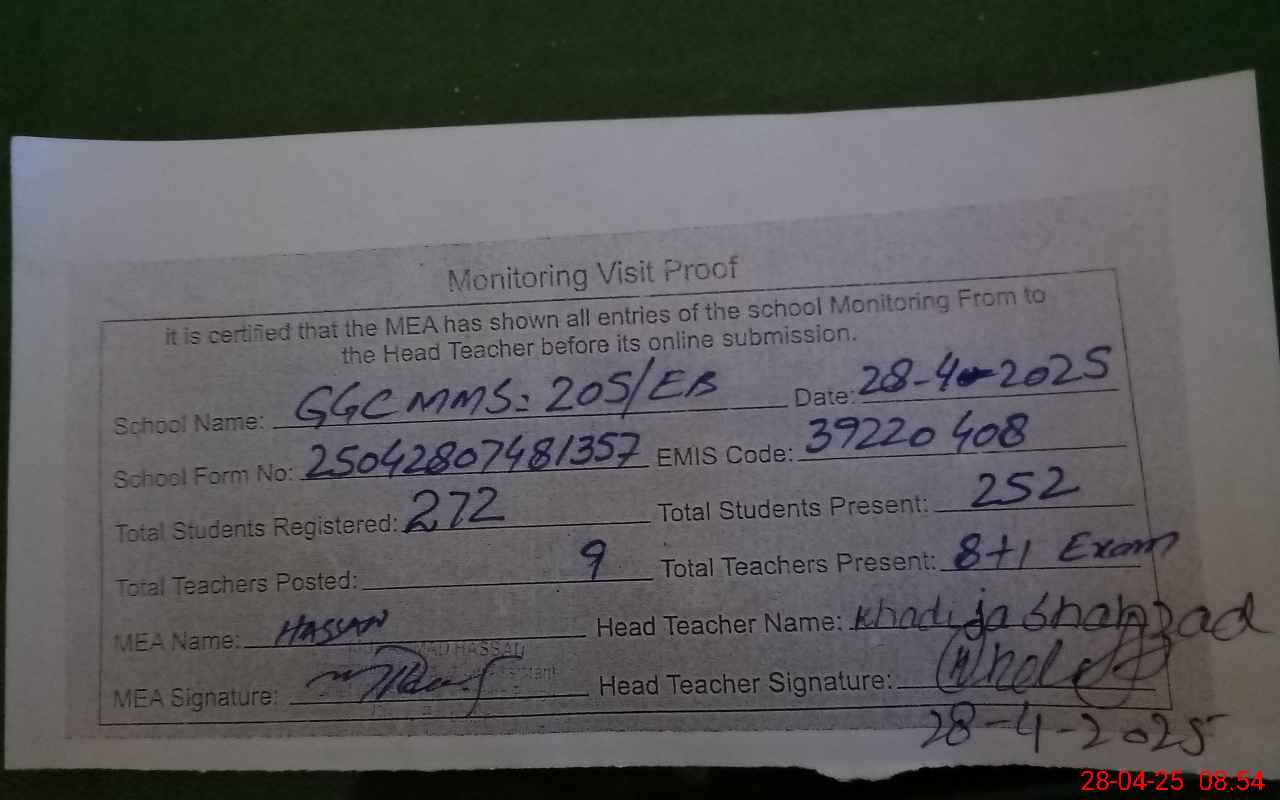 Monitoring Visit Proof
it is certified that the MEA has shown all entries of the school Monitoring From to
the Head Teacher before its online submission.
School Name: GGCMMS: 205/EB Date: 28-4-2025
School Form No: 25042807481357 EMIS Code: 39220408
Total Students Registered: 272 Total Students Present: 252
Total Teachers Posted: 9 Total Teachers Present: 8+1 Exam
MEA Name: HASSAN Head Teacher Name: Khadija Shahzad
HASSAN
MEA Signature: Head Teacher Signature:
28-4-2025
28-04-25 08:54